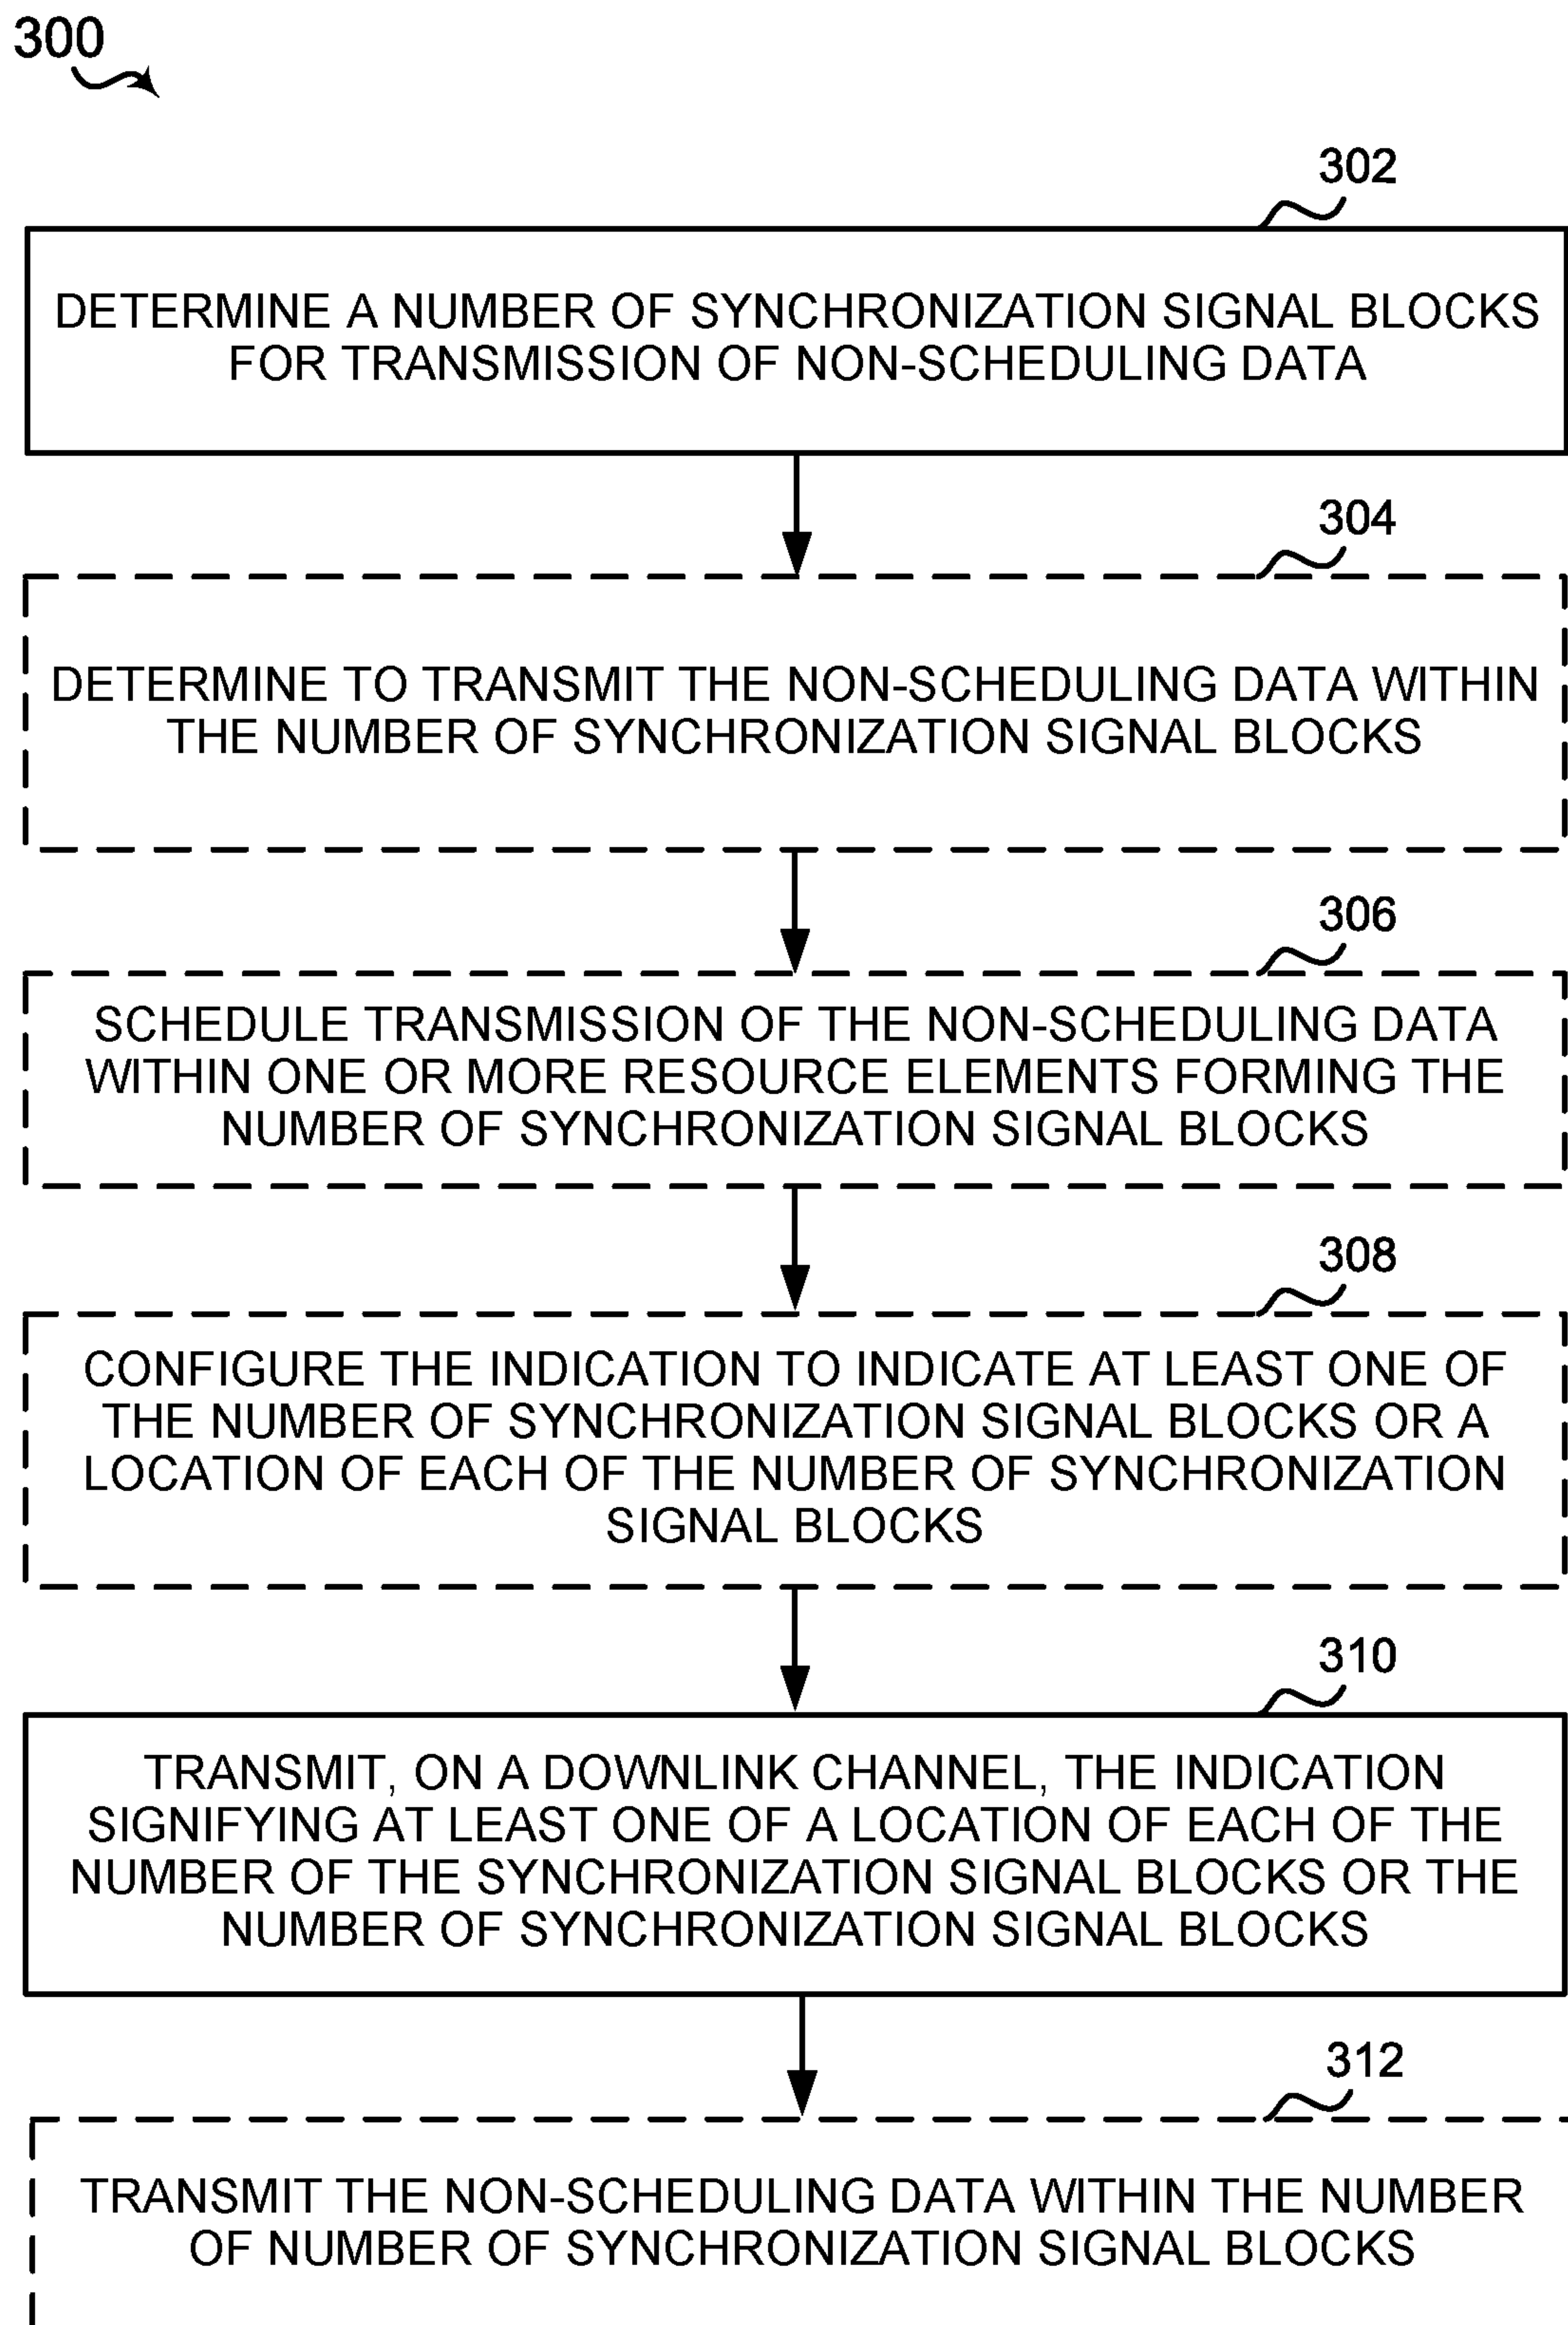 300
302
DETERMINE A NUMBER OF SYNCHRONIZATION SIGNAL BLOCKS
FOR TRANSMISSION OF NON-SCHEDULING DATA
304
DETERMINE TO TRANSMIT THE NON-SCHEDULING DATA WITHIN
THE NUMBER OF SYNCHRONIZATION SIGNAL BLOCKS
306
SCHEDULE TRANSMISSION OF THE NON-SCHEDULING DATA
WITHIN ONE OR MORE RESOURCE ELEMENTS FORMING THE
NUMBER OF SYNCHRONIZATION SIGNAL BLOCKS
308
CONFIGURE THE INDICATION TO INDICATE AT LEAST ONE OF
THE NUMBER OF SYNCHRONIZATION SIGNAL BLOCKS OR A
LOCATION OF EACH OF THE NUMBER OF SYNCHRONIZATION
SIGNAL BLOCKS
310
TRANSMIT, ON A DOWNLINK CHANNEL, THE INDICATION
SIGNIFYING AT LEAST ONE OF A LOCATION OF EACH OF THE
NUMBER OF THE SYNCHRONIZATION SIGNAL BLOCKS OR THE
NUMBER OF SYNCHRONIZATION SIGNAL BLOCKS
312
TRANSMIT THE NON-SCHEDULING DATA WITHIN THE NUMBER
OF NUMBER OF SYNCHRONIZATION SIGNAL BLOCKS